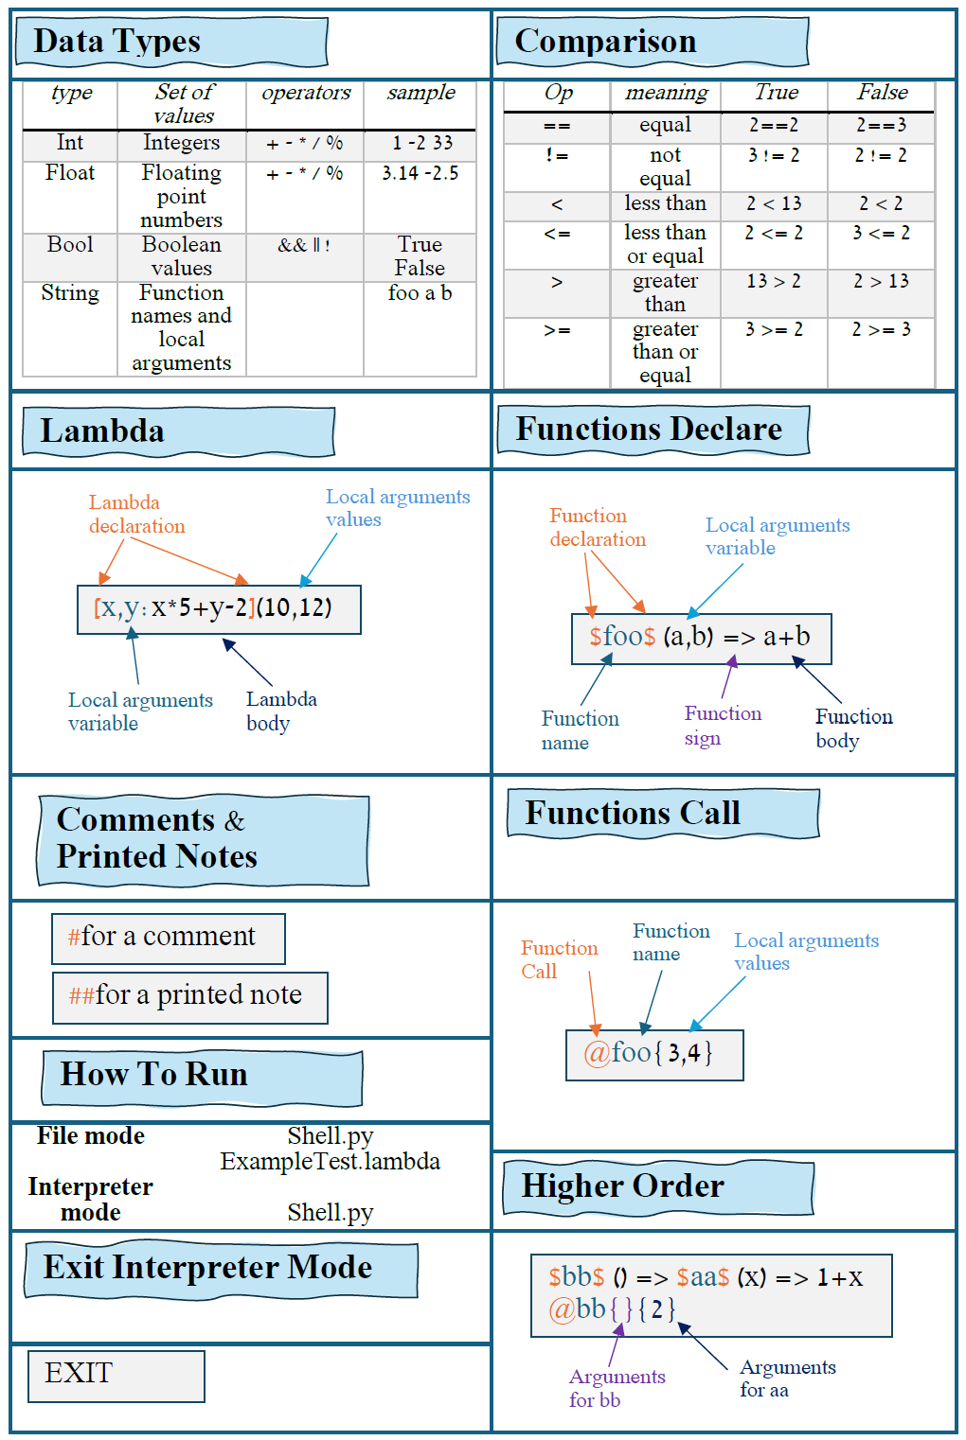 Data Types
type Set of values operators sample
Int Integers + - * / % 1 -2 33
Float Floating point numbers + - * / % 3.14 -2.5
Bool Boolean values && || ! True False
String Function names and local arguments foo a b
Comparison
Op meaning True False
== equal 2==2 2==3
!= not equal 3 != 2 2 != 2
< less than 2 < 13 2 < 2
<= less than or equal 2 <= 2 3 <= 2
> greater than 13 > 2 2 > 13
>= greater than or equal 3 >= 2 2 >= 3
Lambda
Lambda
declaration
Local arguments
values
[x,y:x*5+y-2](10,12)
Local arguments
variable
Lambda
body
Functions Declare
Function
declaration
Local arguments
variable
$foo$ (a,b) => a+b
Function
name
Function
sign
Function
body
Comments &
Printed Notes
#for a comment
##for a printed note
Functions Call
Function
Call
Function
name
Local arguments
values
@foo{3,4}
How To Run
File mode Shell.py
ExampleTest.lambda
Interpreter
mode Shell.py
Higher Order
$bb$ () => $aa$ (x) => 1+x
@bb{}{2}
Arguments
for bb
Arguments
for aa
Exit Interpreter Mode
EXIT